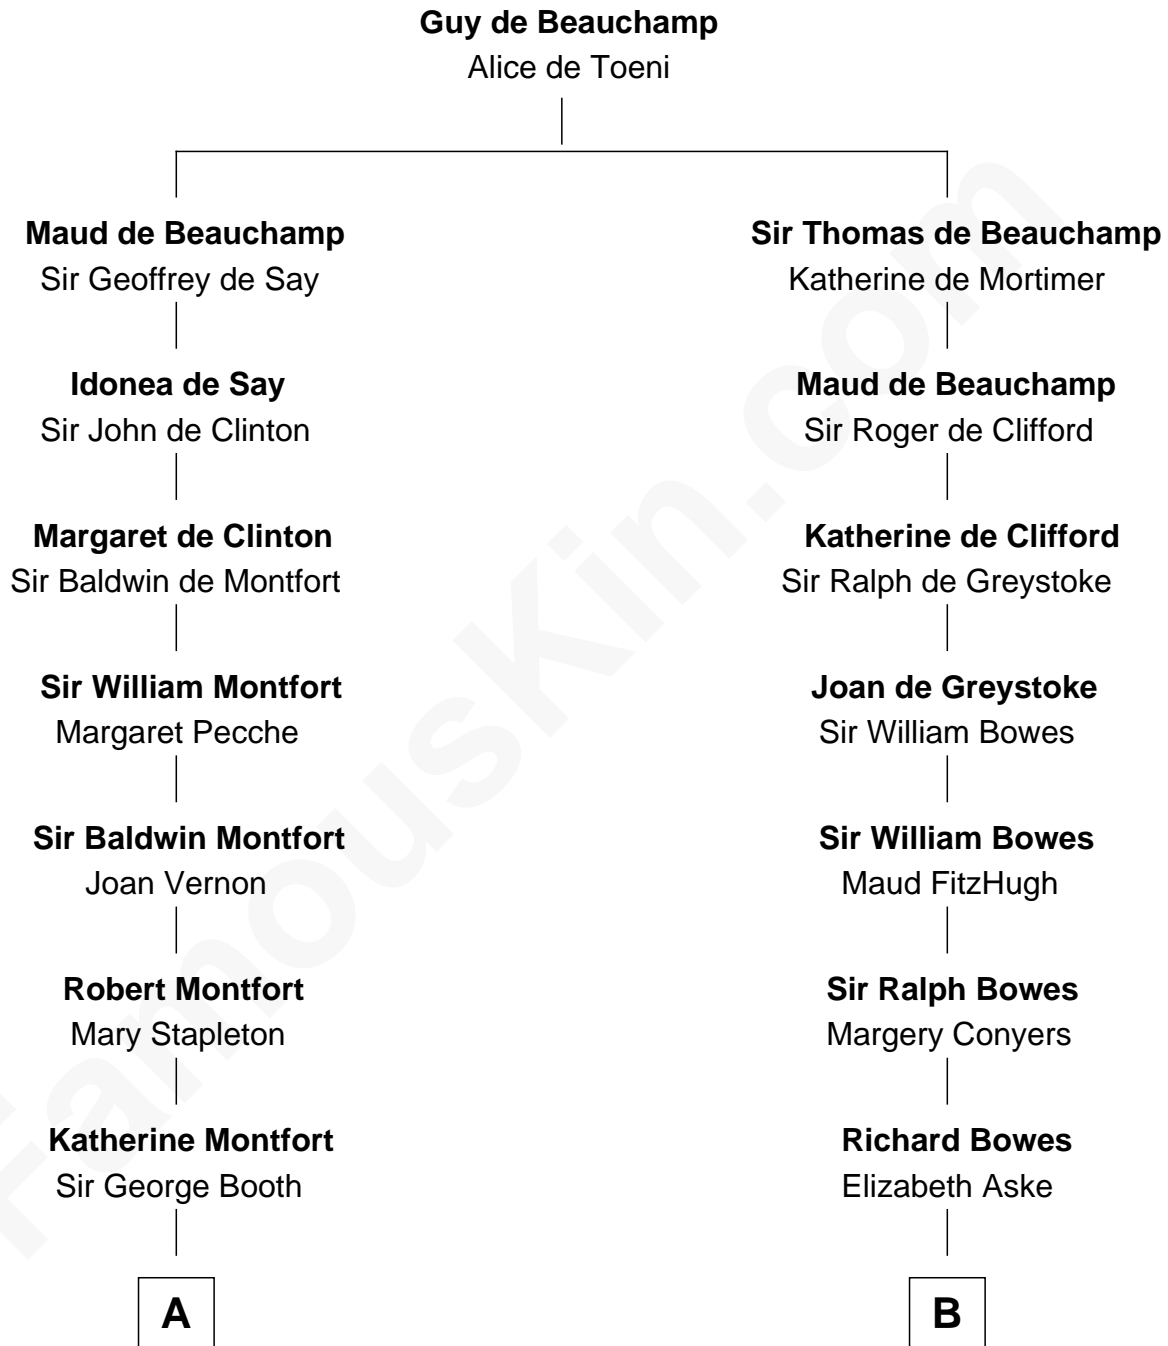 Guy de Beauchamp
Alice de Toeni
Maud de Beauchamp
Sir Geoffrey de Say
Sir Thomas de Beauchamp
Katherine de Mortimer
Idonea de Say
Sir John de Clinton
Maud de Beauchamp
Sir Roger de Clifford
Margaret de Clinton
Sir Baldwin de Montfort
Katherine de Clifford
Sir Ralph de Greystoke
Sir William Montfort
Margaret Pecche
Joan de Greystoke
Sir William Bowes
Sir Baldwin Montfort
Joan Vernon
Sir William Bowes
Maud FitzHugh
Robert Montfort
Mary Stapleton
Sir Ralph Bowes
Margery Conyers
Katherine Montfort
Sir George Booth
Richard Bowes
Elizabeth Aske
A
B
FamousKin.com